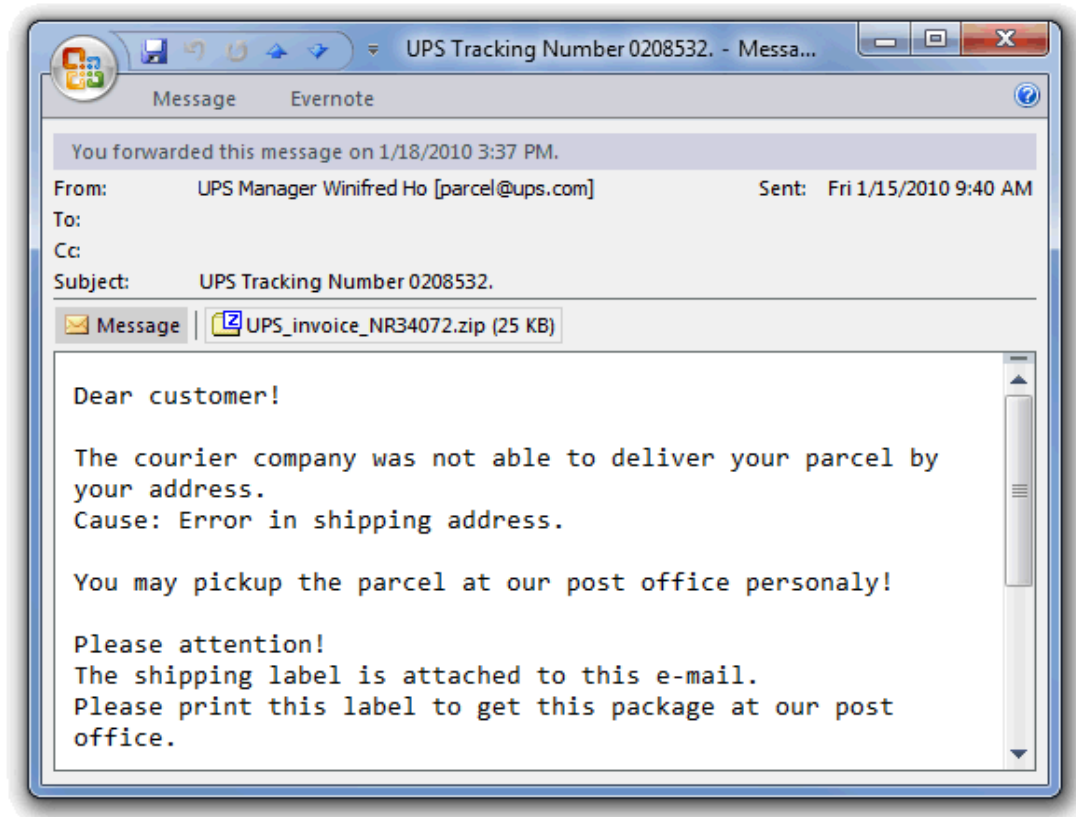 UPS Tracking Number 0208532. - Messa...
Message Evernote
You forwarded this message on 1/18/2010 3:37 PM.
From: UPS Manager Winifred Ho [parcel@ups.com] Sent: Fri 1/15/2010 9:40 AM
To:
Cc:
Subject: UPS Tracking Number 0208532.
Message UPS_invoice_NR34072.zip (25 KB)
Dear customer!
The courier company was not able to deliver your parcel by
your address.
Cause: Error in shipping address.
You may pickup the parcel at our post office personaly!
Please attention!
The shipping label is attached to this e-mail.
Please print this label to get this package at our post
office.